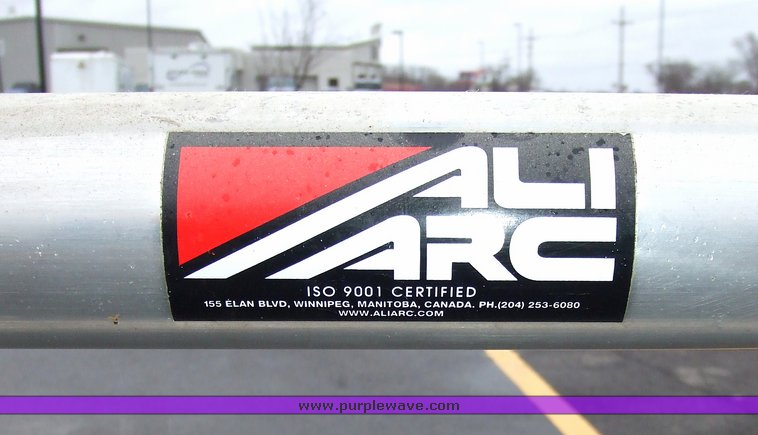 ALI
ARC
ISO 9001 CERTIFIED
155 ÉLAN BLVD, WINNIPEG, MANITOBA, CANADA. PH.(204) 253-6080
WWW.ALIARC.COM
www.purplewave.com